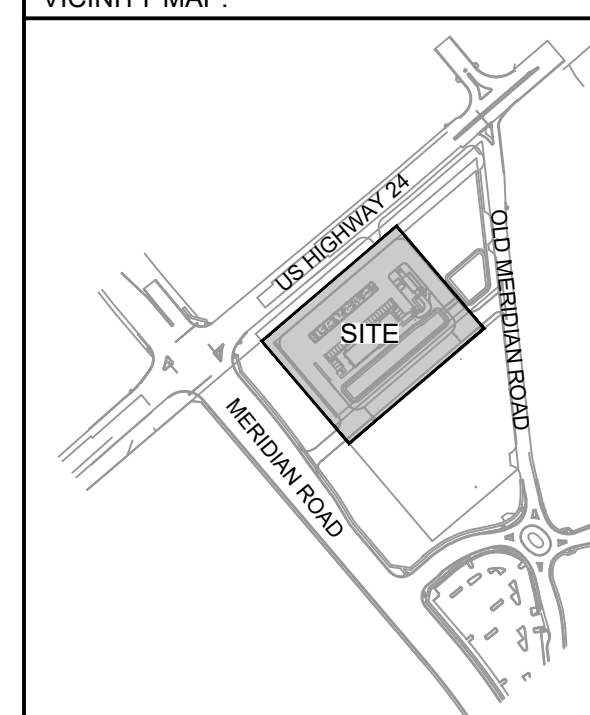 VICINITY MAP:
US HIGHWAY 24
OLD MERIDIAN ROAD
SITE
MERIDIAN ROAD